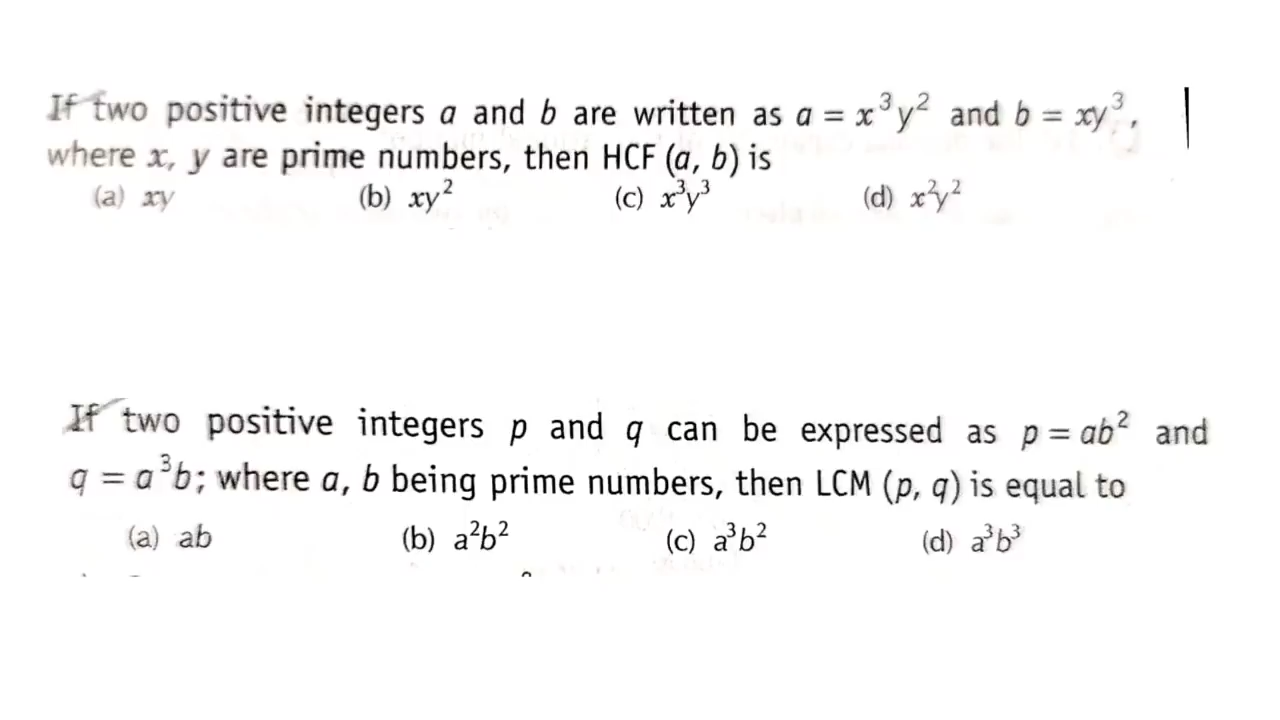 If two positive integers a and b are written as a = x³y² and b = xy³,
where x, y are prime numbers, then HCF (a, b) is
(a) xy (b) xy² (c) x³y³ (d) x²y²
If two positive integers p and q can be expressed as p = ab² and
q = a³b; where a, b being prime numbers, then LCM (p, q) is equal to
(a) ab (b) a²b² (c) a³b² (d) a³b³